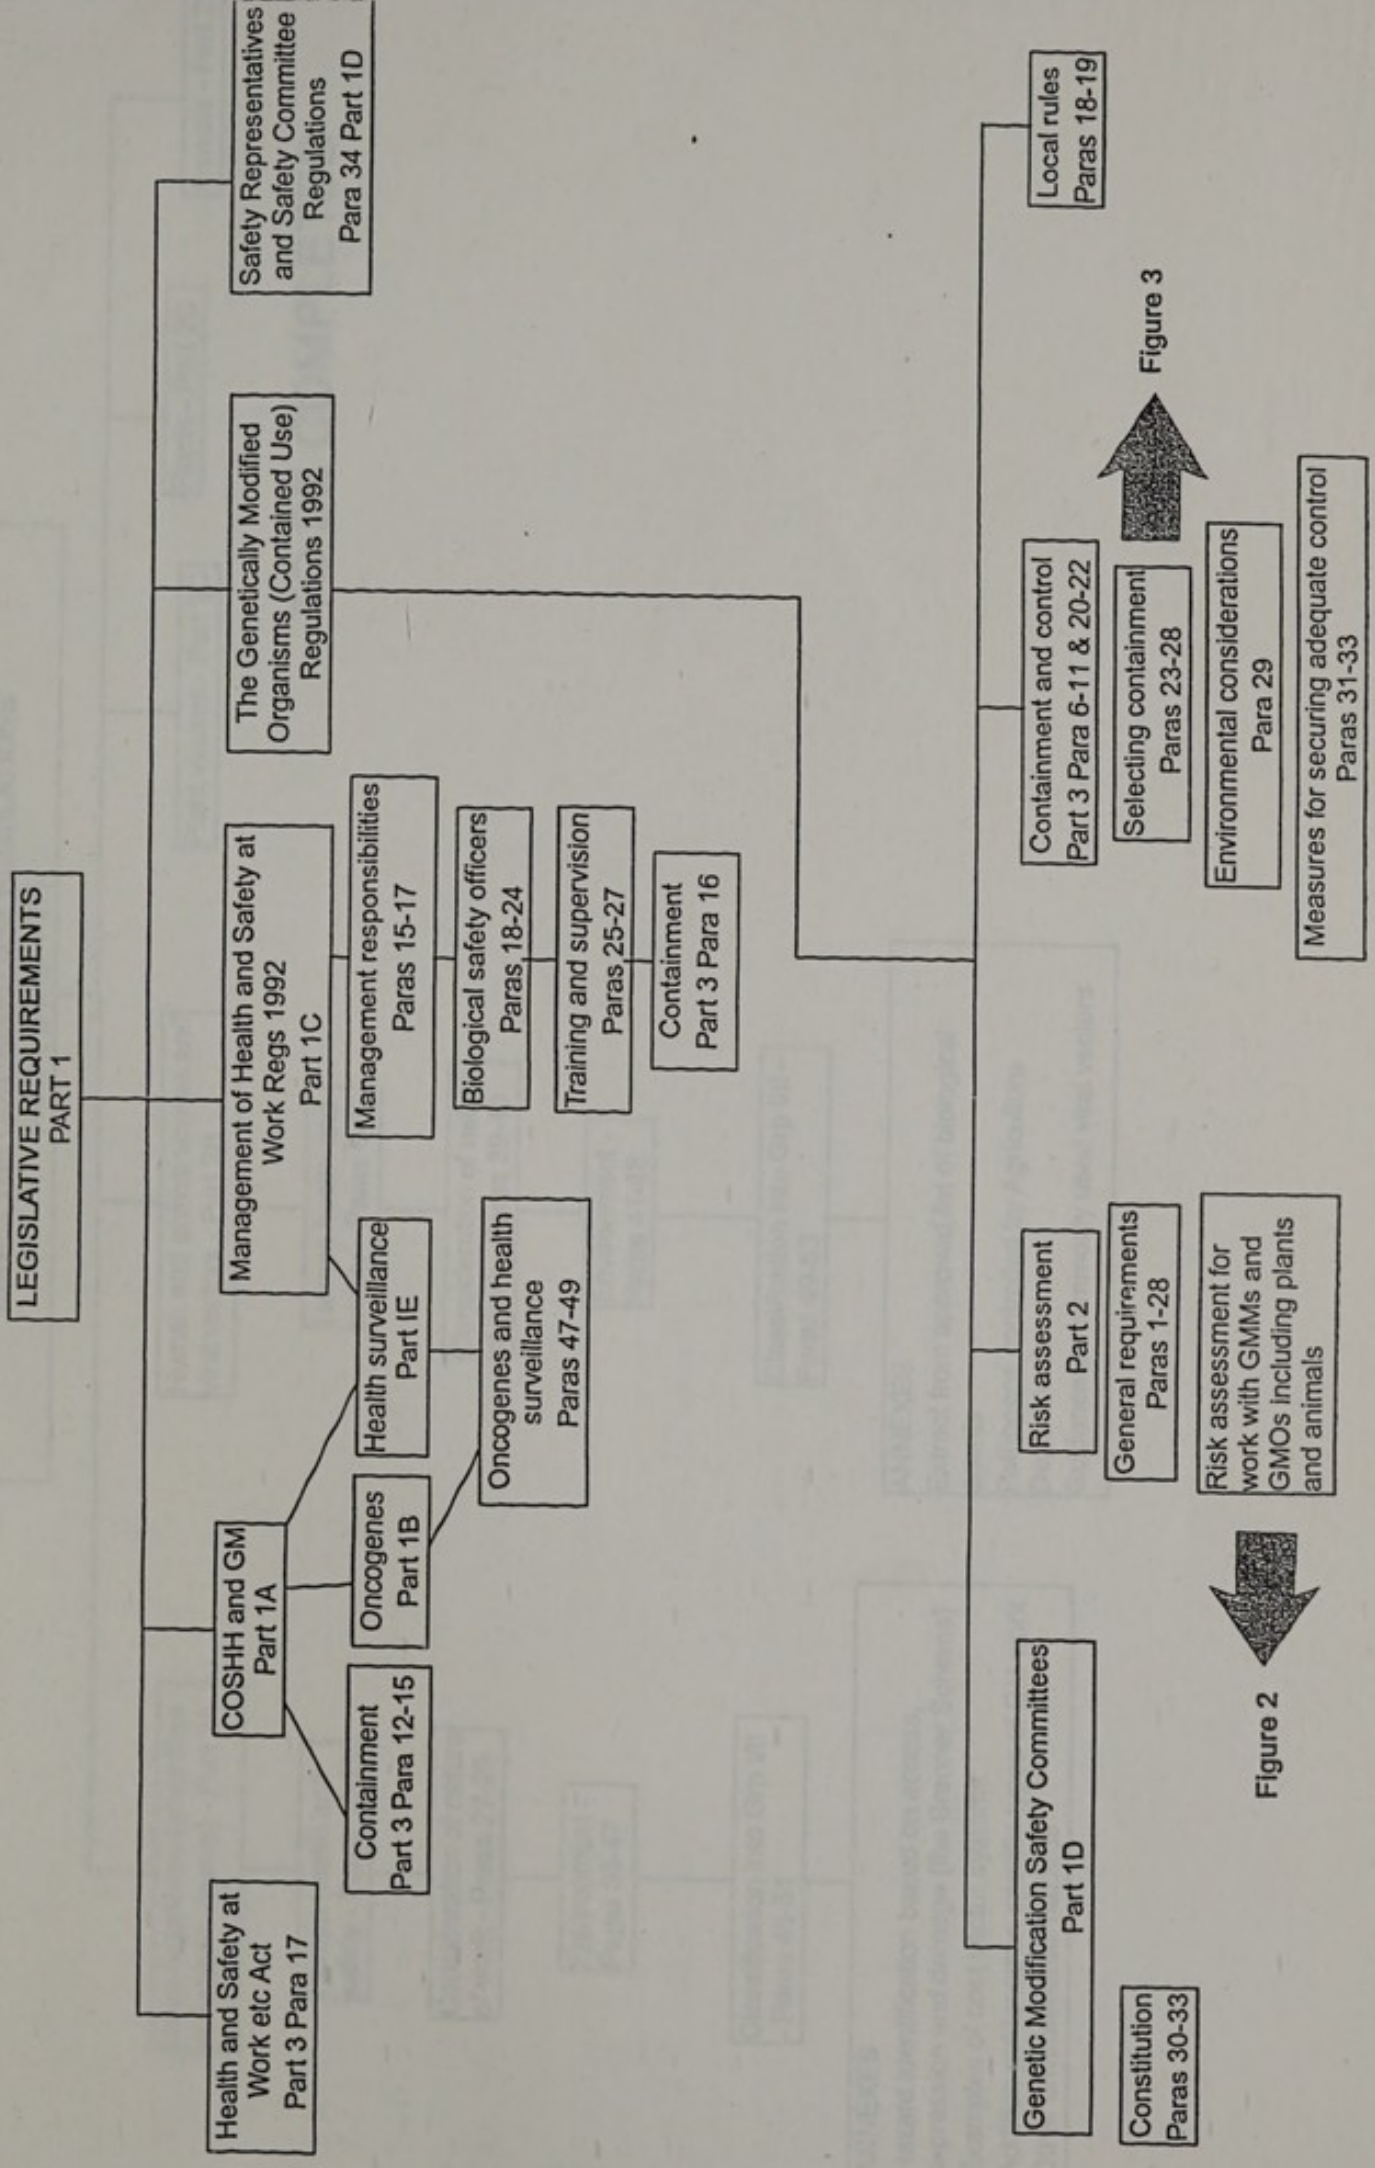 LEGISLATIVE REQUIREMENTS
PART 1
Health and Safety at
Work etc Act
Part 3 Para 17
COSHH and GM
Part 1A
Management of Health and Safety at
Work Regs 1992
Part 1C
The Genetically Modified
Organisms (Contained Use)
Regulations 1992
Safety Representatives
and Safety Committee
Regulations
Para 34 Part 1D
Containment
Part 3 Para 12-15
Oncogenes
Part 1B
Health surveillance
Part IE
Management responsibilities
Paras 15-17
Oncogenes and health
surveillance
Paras 47-49
Biological safety officers
Paras 18-24
Training and supervision
Paras 25-27
Containment
Part 3 Para 16
Genetic Modification Safety Committees
Part 1D
Risk assessment
Part 2
Containment and control
Part 3 Para 6-11 & 20-22
Local rules
Paras 18-19
Constitution
Paras 30-33
General requirements
Paras 1-28
Selecting containment
Paras 23-28
Figure 3
Risk assessment for
work with GMMs and
GMOs including plants
and animals
Environmental considerations
Para 29
Figure 2
Measures for securing adequate control
Paras 31-33